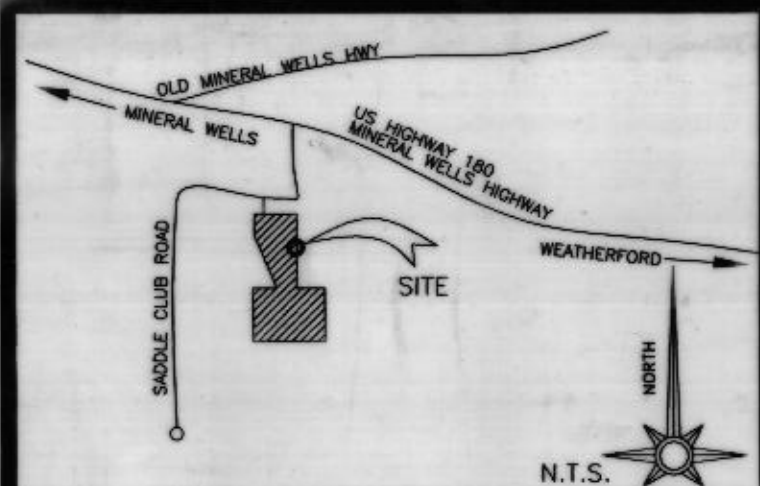 OLD MINERAL WELLS HWY
MINERAL WELLS
US HIGHWAY 180
MINERAL WELLS HIGHWAY
WEATHERFORD
SADDLE CLUB ROAD
SITE
NORTH
N.T.S.